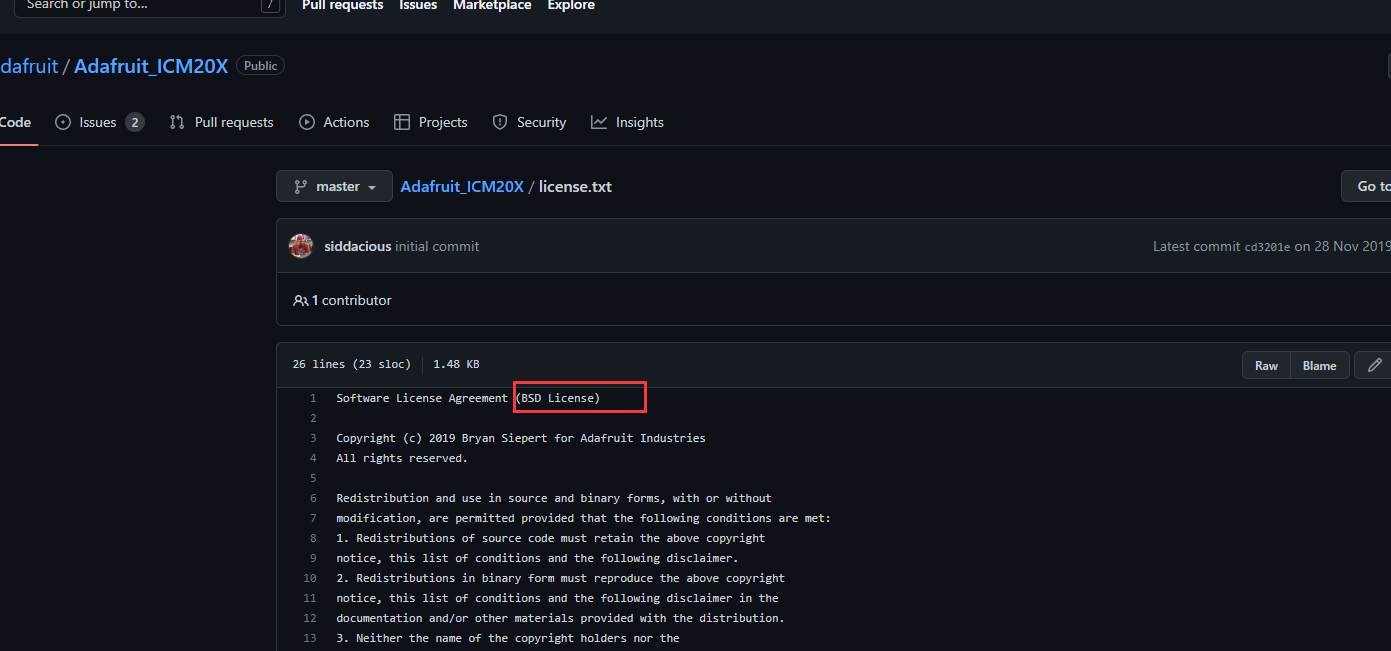 Search or jump to... /
Pull requests Issues Marketplace Explore
dafruit / Adafruit_ICM20X Public
Code Issues 2 Pull requests Actions Projects Security Insights
master Adafruit_ICM20X / license.txt Go to
siddacious initial commit Latest commit cd3201e on 28 Nov 2019
1 contributor
26 lines (23 sloc) 1.48 KB Raw Blame
1 Software License Agreement (BSD License)
2
3 Copyright (c) 2019 Bryan Siepert for Adafruit Industries
4 All rights reserved.
5
6 Redistribution and use in source and binary forms, with or without
7 modification, are permitted provided that the following conditions are met:
8 1. Redistributions of source code must retain the above copyright
9 notice, this list of conditions and the following disclaimer.
10 2. Redistributions in binary form must reproduce the above copyright
11 notice, this list of conditions and the following disclaimer in the
12 documentation and/or other materials provided with the distribution.
13 3. Neither the name of the copyright holders nor the